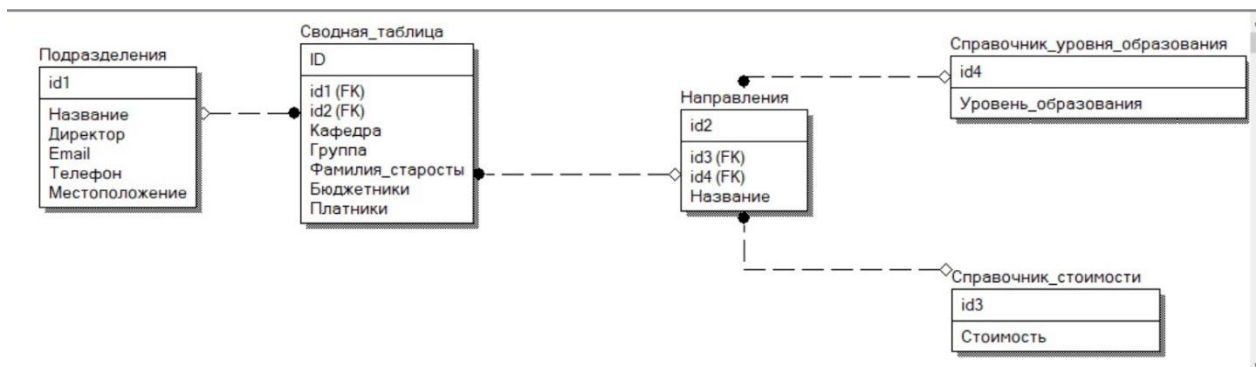 Подразделения
id1
Название
Директор
Email
Телефон
Местоположение
Сводная_таблица
ID
id1 (FK)
id2 (FK)
Кафедра
Группа
Фамилия_старосты
Бюджетники
Платники
Направления
id2
id3 (FK)
id4 (FK)
Название
Справочник_уровня_образования
id4
Уровень_образования
Справочник_стоимости
id3
Стоимость